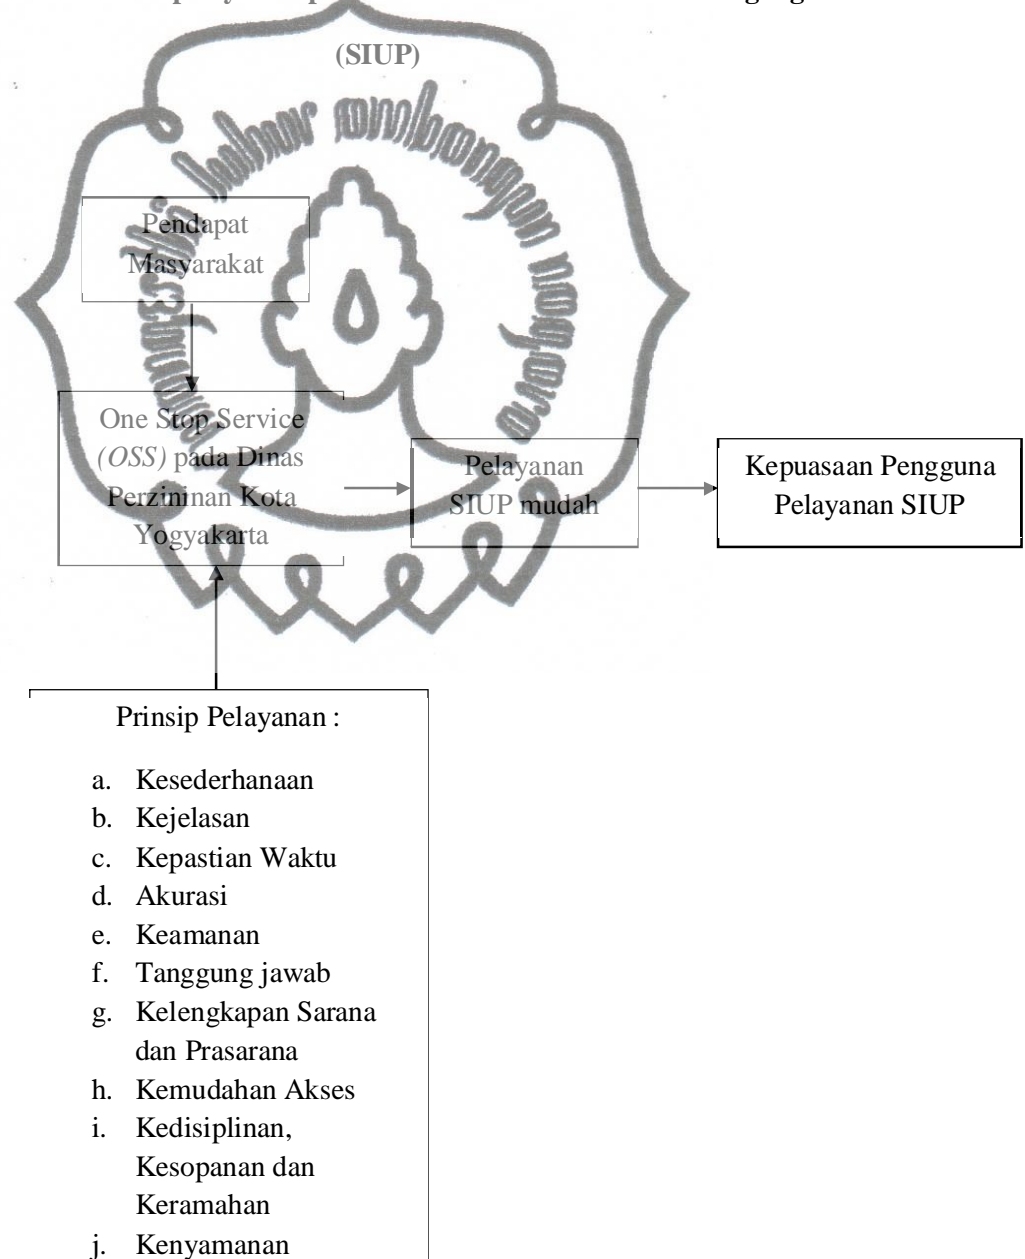 (SIUP)
Pendapat
Masyarakat
One Stop Service
(OSS) pada Dinas
Perzininan Kota
Yogyakarta
Pelayanan
SIUP mudah
Kepuasaan Pengguna
Pelayanan SIUP
Prinsip Pelayanan :
a. Kesederhanaan
b. Kejelasan
c. Kepastian Waktu
d. Akurasi
e. Keamanan
f. Tanggung jawab
g. Kelengkapan Sarana
dan Prasarana
h. Kemudahan Akses
i. Kedisiplinan,
Kesopanan dan
Keramahan
j. Kenyamanan